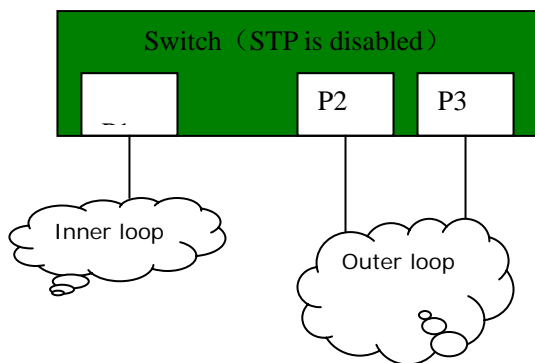 Switch（STP is disabled）
P2
P3
Inner loop
Outer loop